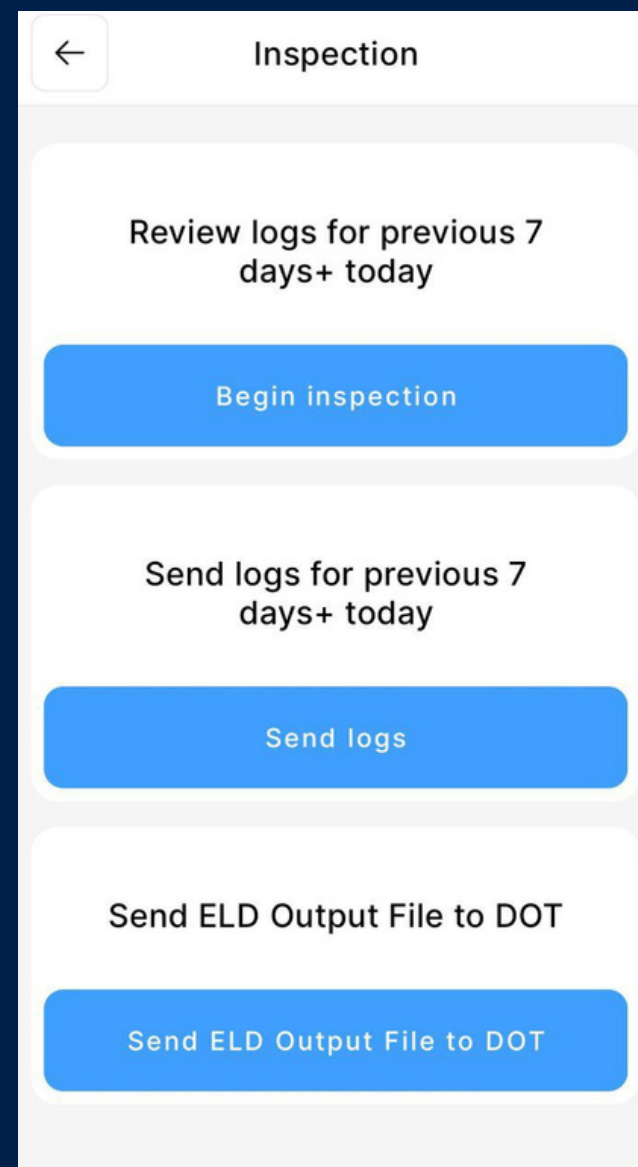 Inspection
Review logs for previous 7
days+ today
Begin inspection
Send logs for previous 7
days+ today
Send logs
Send ELD Output File to DOT
Send ELD Output File to DOT